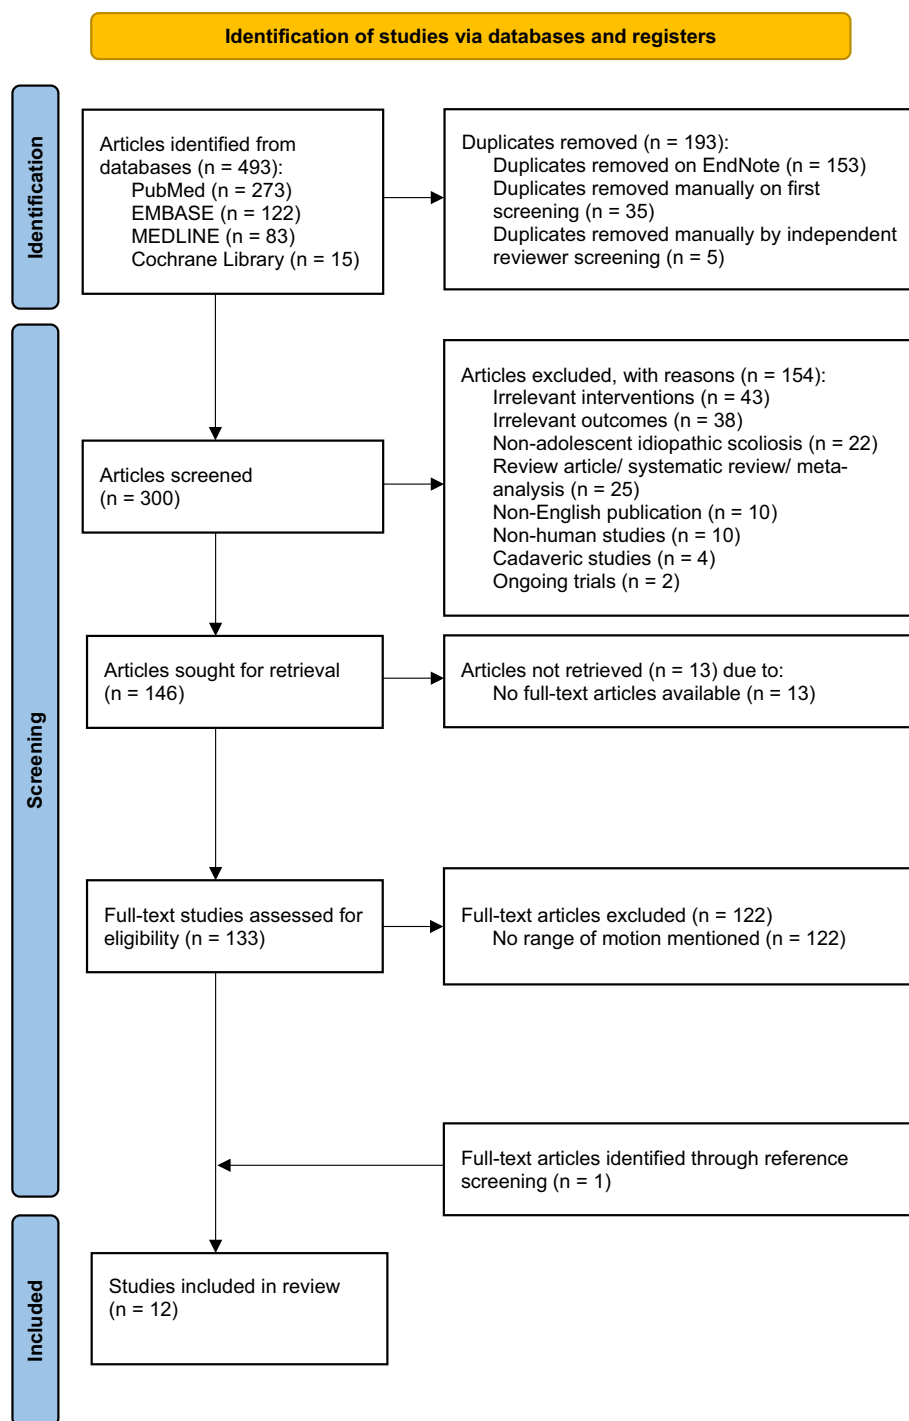 Identification of studies via databases and registers
Identification
Articles identified from
databases (n = 493):
PubMed (n = 273)
EMBASE (n = 122)
MEDLINE (n = 83)
Cochrane Library (n = 15)
Duplicates removed (n = 193):
Duplicates removed on EndNote (n = 153)
Duplicates removed manually on first
screening (n = 35)
Duplicates removed manually by independent
reviewer screening (n = 5)
Screening
Articles screened
(n = 300)
Articles excluded, with reasons (n = 154):
Irrelevant interventions (n = 43)
Irrelevant outcomes (n = 38)
Non-adolescent idiopathic scoliosis (n = 22)
Review article/ systematic review/ meta-
analysis (n = 25)
Non-English publication (n = 10)
Non-human studies (n = 10)
Cadaveric studies (n = 4)
Ongoing trials (n = 2)
Articles sought for retrieval
(n = 146)
Articles not retrieved (n = 13) due to:
No full-text articles available (n = 13)
Full-text studies assessed for
eligibility (n = 133)
Full-text articles excluded (n = 122)
No range of motion mentioned (n = 122)
Full-text articles identified through reference
screening (n = 1)
Included
Studies included in review
(n = 12)